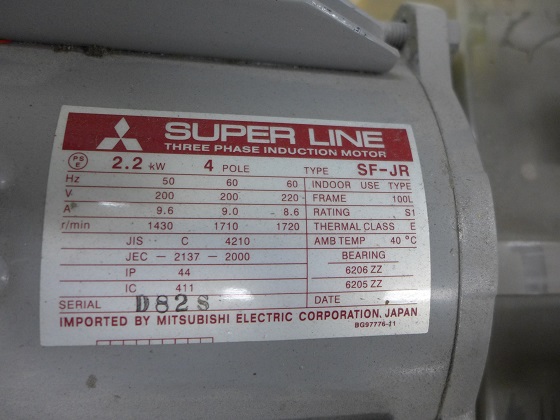 SUPER LINE
THREE PHASE INDUCTION MOTOR
PS E 2.2 kW 4 POLE TYPE SF-JR
Hz 50 60 60 INDOOR USE TYPE
V 200 200 220 FRAME 100L
A 9.6 9.0 8.6 RATING S1
r/min 1430 1710 1720 THERMAL CLASS E
JIS C 4210 AMB TEMP 40 °C
JEC - 2137 - 2000 BEARING
IP 44 6206 ZZ
IC 411 6205 ZZ
SERIAL D82S DATE
IMPORTED BY MITSUBISHI ELECTRIC CORPORATION, JAPAN
BG97776-11